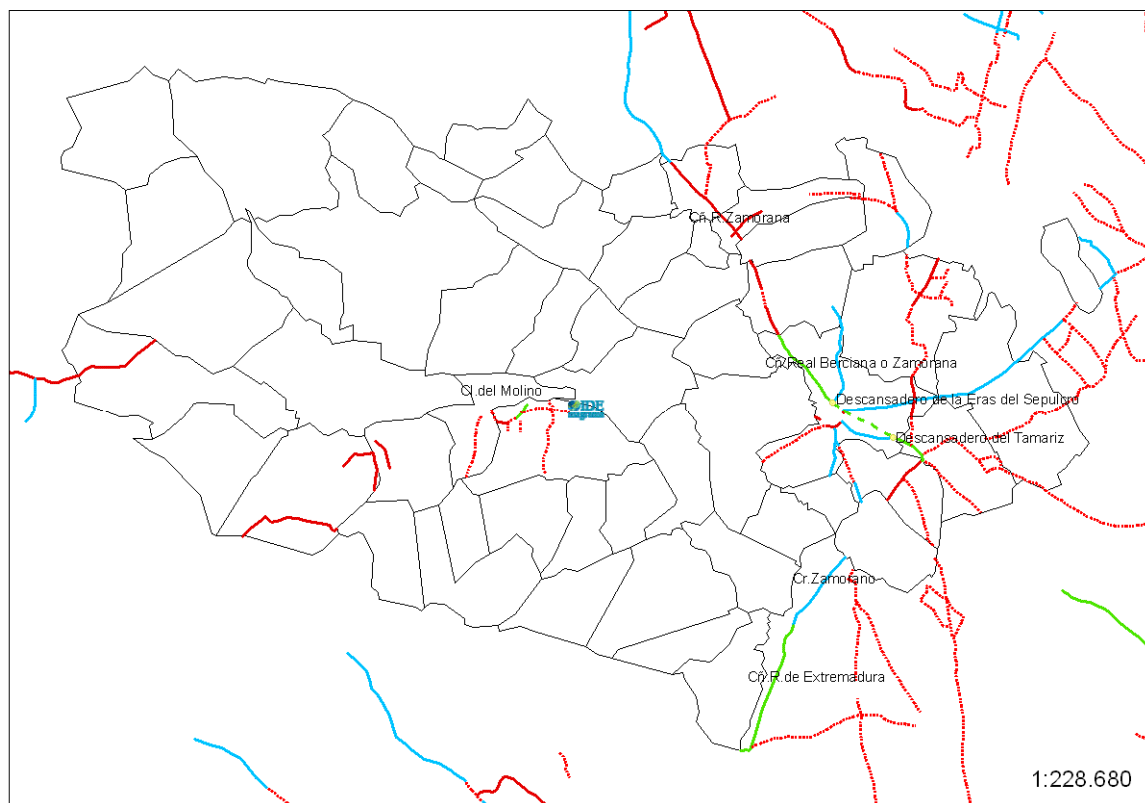 Cñ.R.Zamorana
Cñ.Real Berciana o Zamorana
Cl.del Molino
Descansadero de la Eras del Sepulcro
IDE
Descansadero del Tamariz
Cr.Zamorano
Cñ.R.de Extremadura
1:228.680